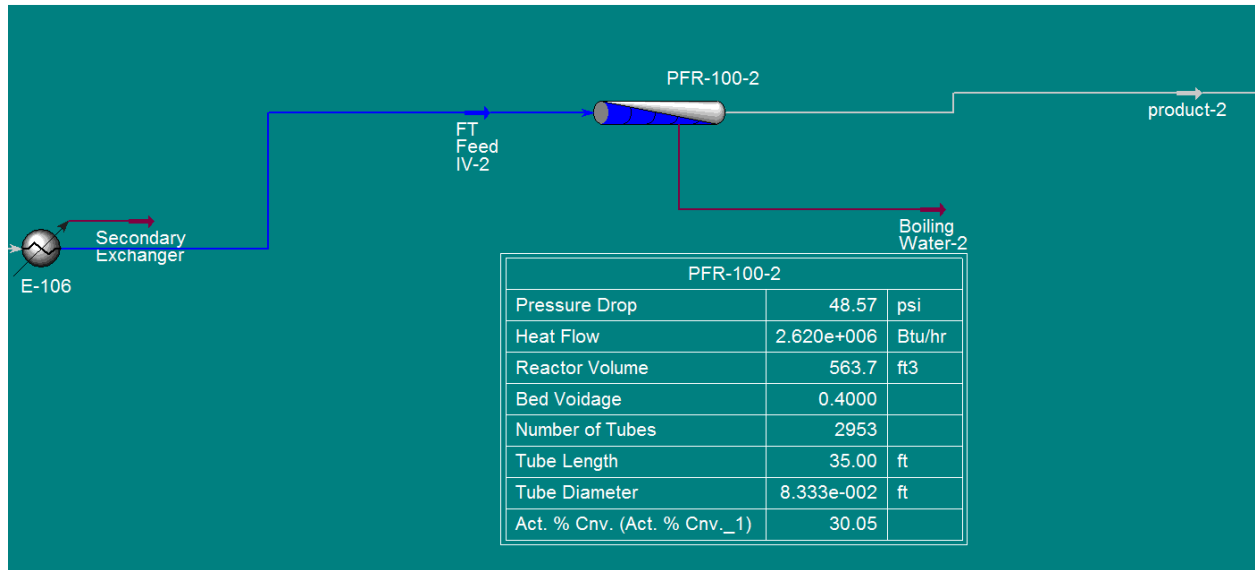 PFR-100-2
product-2
FT
Feed
IV-2
Secondary
Exchanger
E-106
Boiling
Water-2
PFR-100-2
Pressure Drop 48.57 psi
Heat Flow 2.620e+006 Btu/hr
Reactor Volume 563.7 ft3
Bed Voidage 0.4000
Number of Tubes 2953
Tube Length 35.00 ft
Tube Diameter 8.333e-002 ft
Act. % Cnv. (Act. % Cnv._1) 30.05